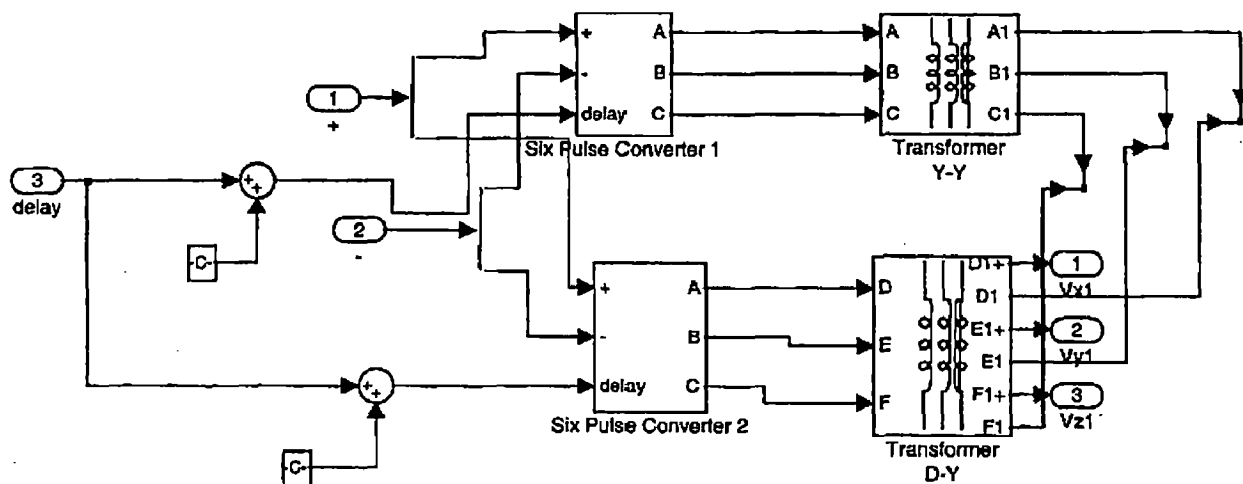 + A A A1
- B B B1
1
+
delay C C C1
Six Pulse Converter 1 Transformer
Y-Y
3
delay
2
-
-C-
+ A D D1+ 1
D1 Vx1
- B E E1+ 2
E1 Vy1
delay C F F1+ 3
F1 Vz1
Six Pulse Converter 2 Transformer
D-Y
-C-
+
+
+
+